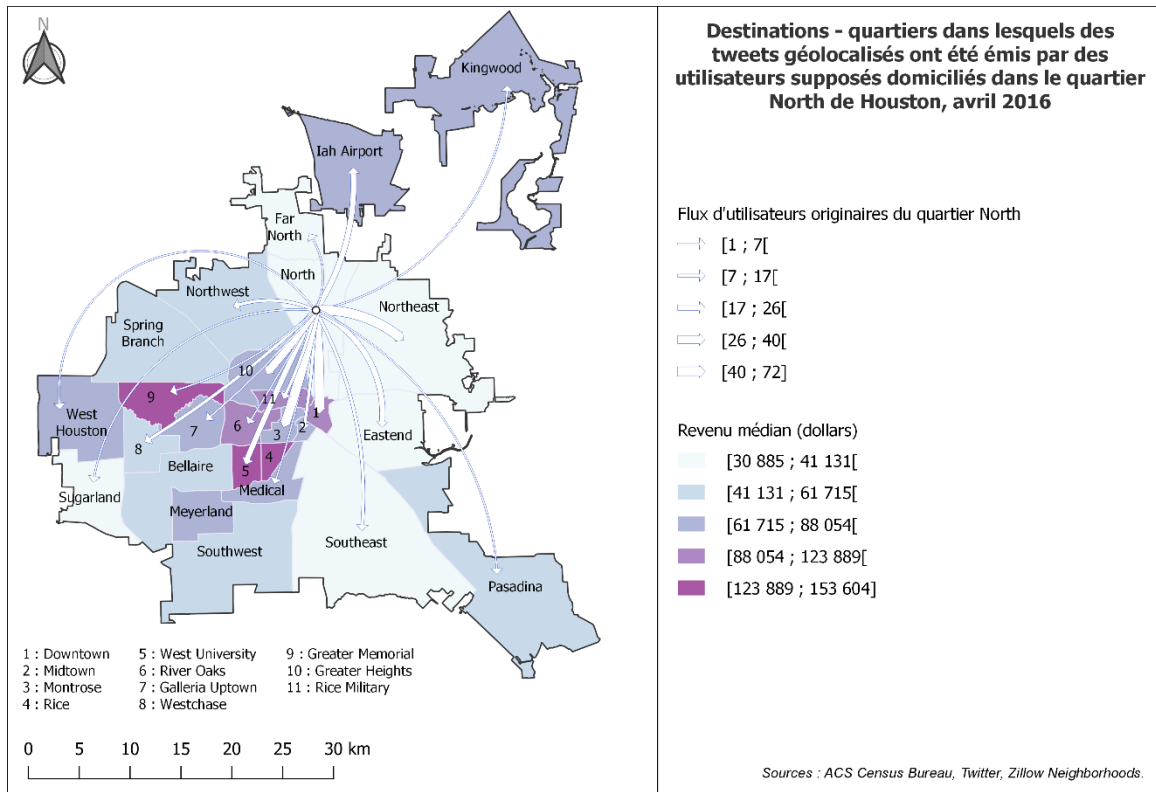 N
Kingwood
Iah Airport
Far
North
North
Northwest
Northeast
Spring
Branch
10
9
11
1
West
Houston
6
7
3
2
8
Eastend
Bellaire
5
4
Sugarland
Medical
Meyerland
Southwest
Southeast
Pasadina
1 : Downtown
2 : Midtown
3 : Montrose
4 : Rice
5 : West University
6 : River Oaks
7 : Galleria Uptown
8 : Westchase
9 : Greater Memorial
10 : Greater Heights
11 : Rice Military
0 5 10 15 20 25 30 km
Destinations - quartiers dans lesquels des
tweets géolocalisés ont été émis par des
utilisateurs supposés domiciliés dans le quartier
North de Houston, avril 2016
Flux d'utilisateurs originaires du quartier North
[1 ; 7[
[7 ; 17[
[17 ; 26[
[26 ; 40[
[40 ; 72]
Revenu médian (dollars)
[30 885 ; 41 131[
[41 131 ; 61 715[
[61 715 ; 88 054[
[88 054 ; 123 889[
[123 889 ; 153 604]
Sources : ACS Census Bureau, Twitter, Zillow Neighborhoods.